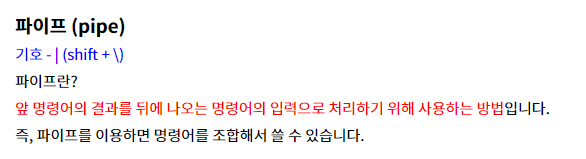 파이프 (pipe)
기호 - | (shift + \)
파이프란?
앞 명령어의 결과를 뒤에 나오는 명령어의 입력으로 처리하기 위해 사용하는 방법입니다.
즉, 파이프를 이용하면 명령어를 조합해서 쓸 수 있습니다.